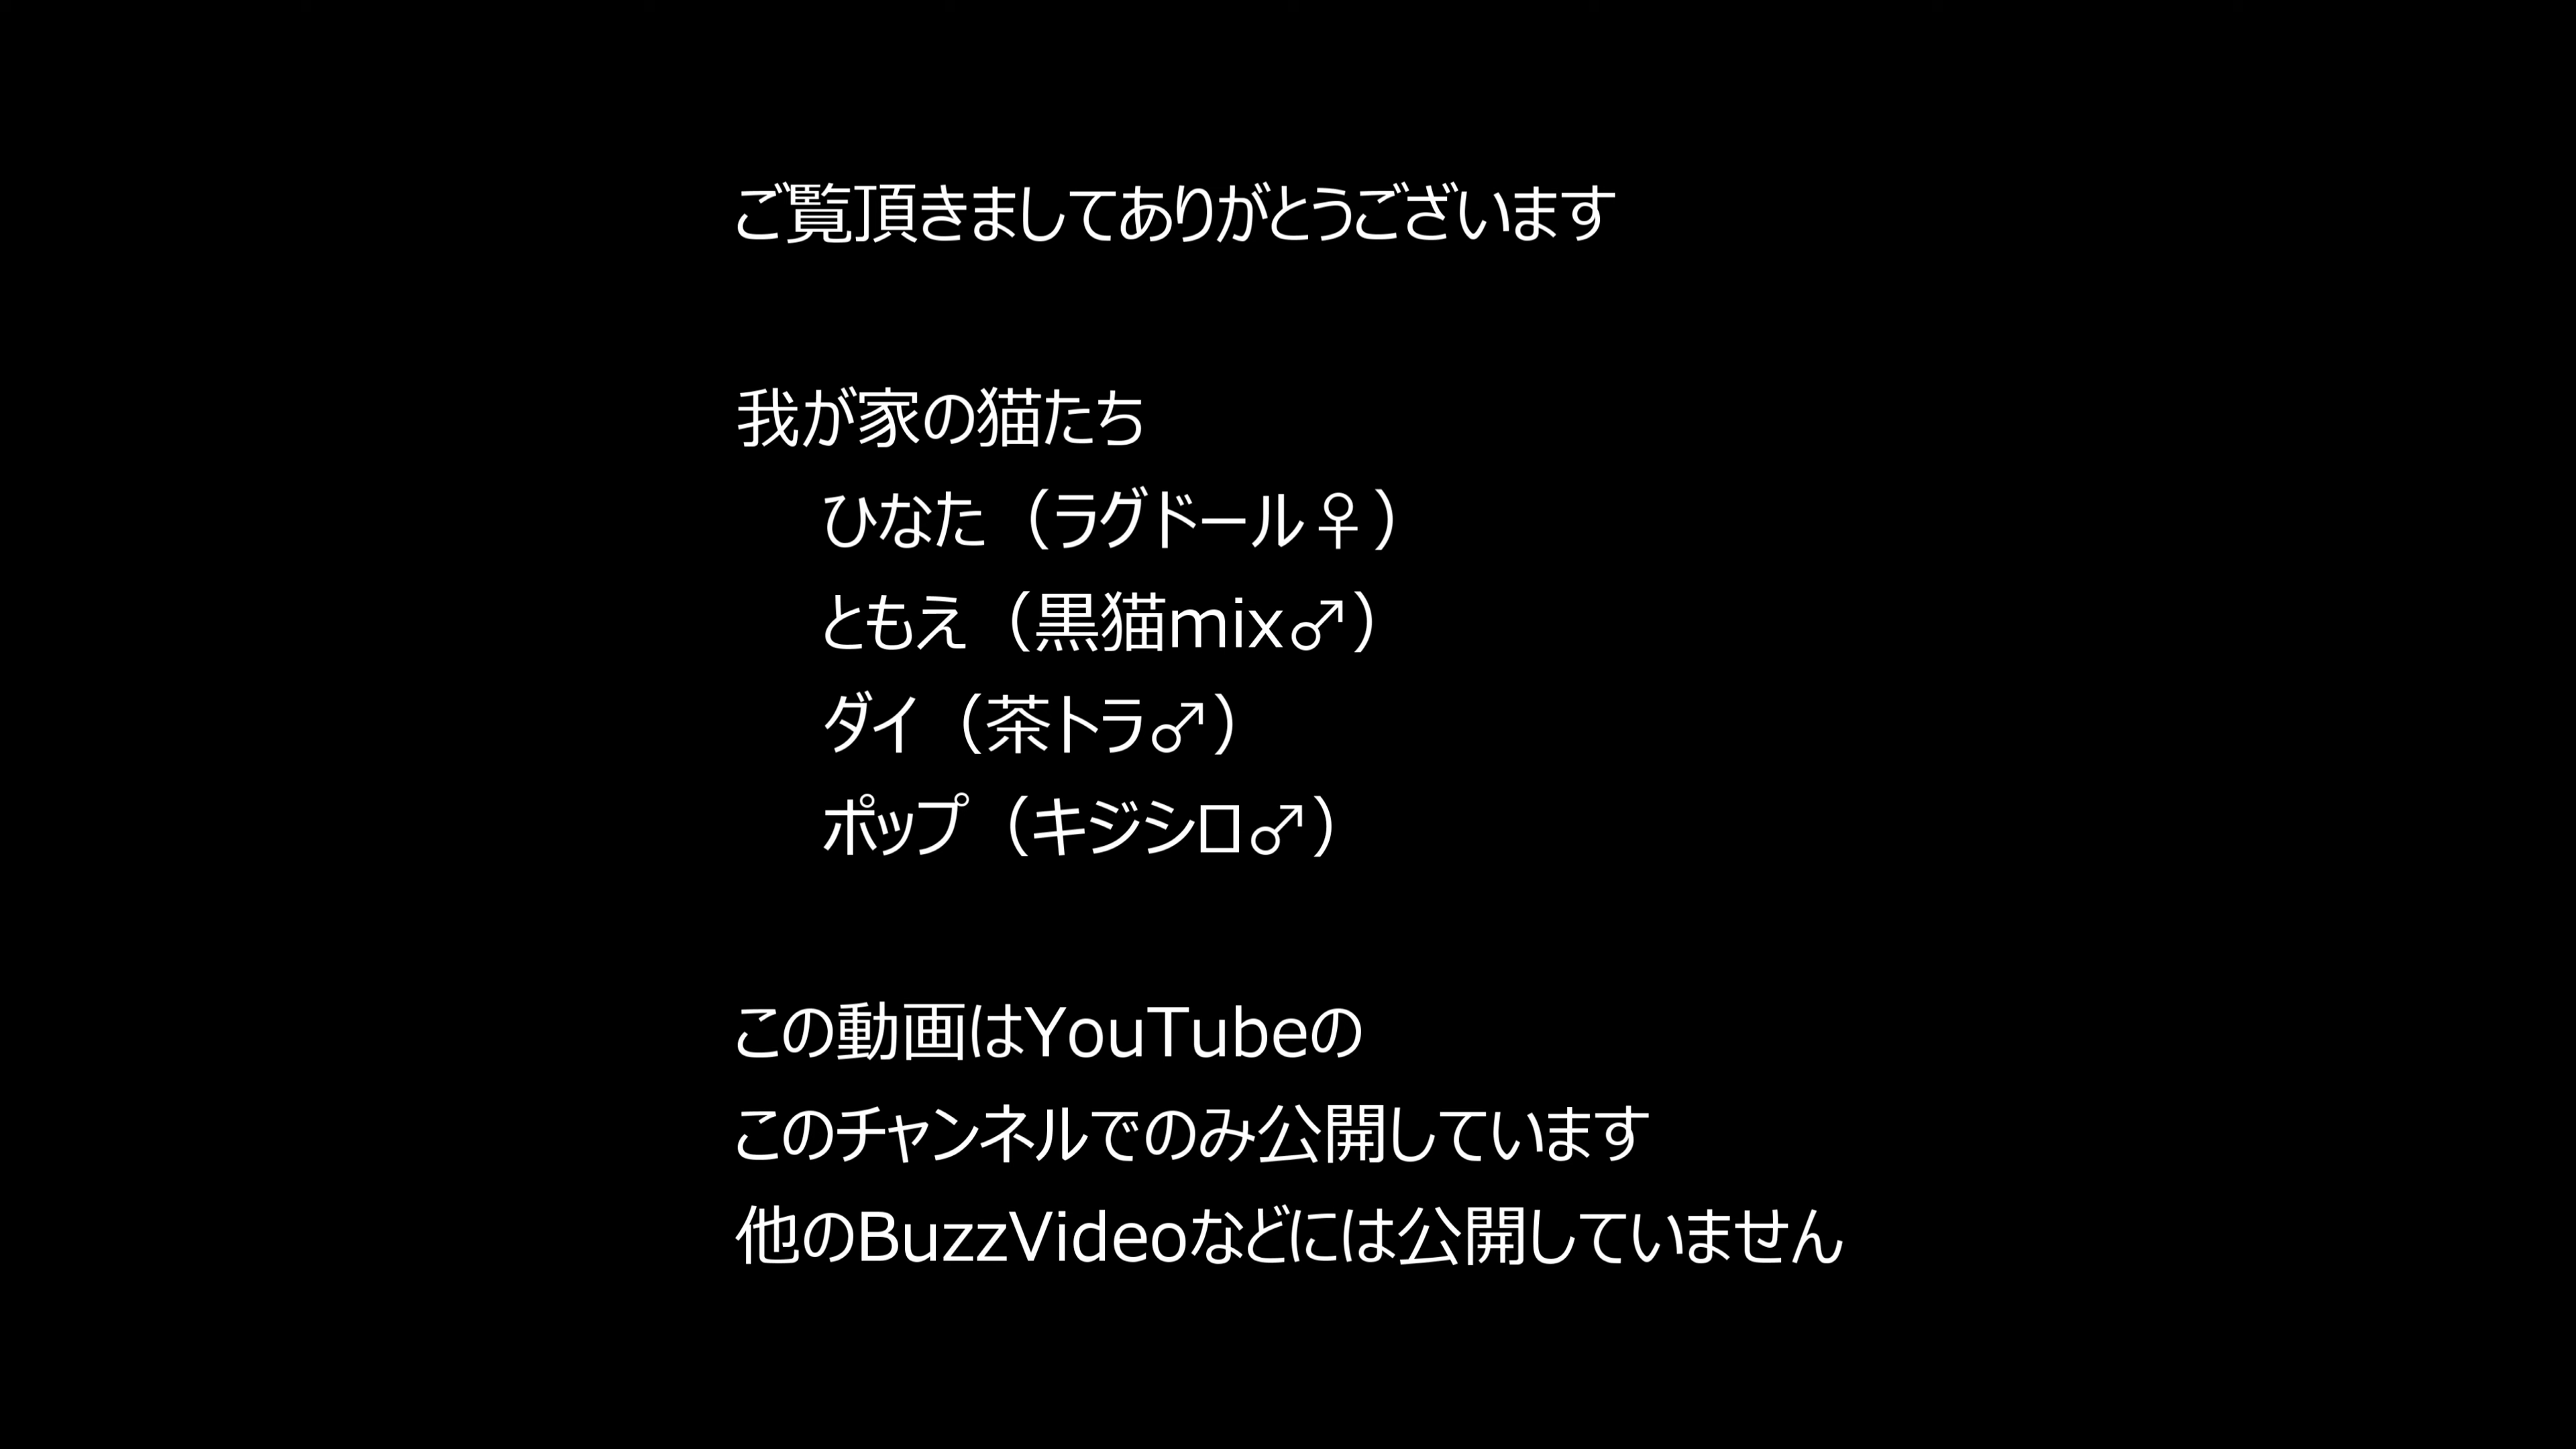 ご覧頂きましてありがとうございます
我が家の猫たち
ひなた（ラグドール♀）
ともえ（黒猫mix♂）
ダイ（茶トラ♂）
ポップ（キジシロ♂）
この動画はYouTubeの
このチャンネルでのみ公開しています
他のBuzzVideoなどには公開していません